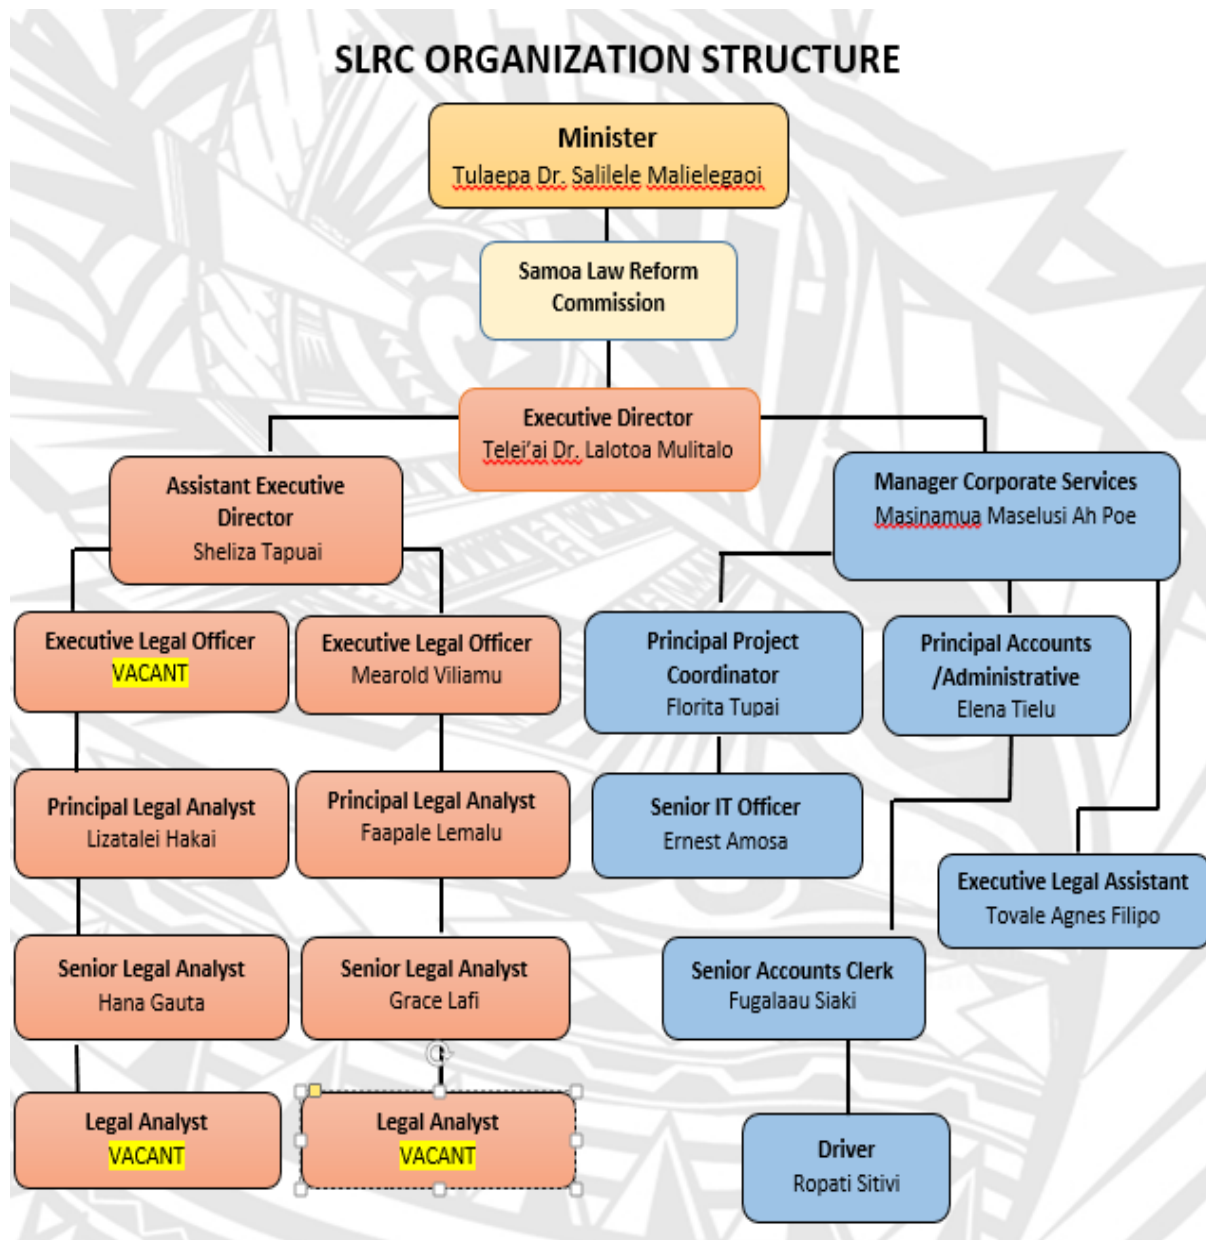 SLRC ORGANIZATION STRUCTURE
Minister
Tulaepa Dr. Salilele Malielegaoi
Samoa Law Reform
Commission
Executive Director
Telei’ai Dr. Lalotoa Mulitalo
Assistant Executive
Director
Sheliza Tapuai
Manager Corporate Services
Masinamua Maselusi Ah Poe
Executive Legal Officer
VACANT
Executive Legal Officer
Mearold Viliamu
Principal Project
Coordinator
Florita Tupai
Principal Accounts
/Administrative
Elena Tielu
Principal Legal Analyst
Lizatalei Hakai
Principal Legal Analyst
Faapale Lemalu
Senior IT Officer
Ernest Amosa
Executive Legal Assistant
Tovale Agnes Filipo
Senior Legal Analyst
Hana Gauta
Senior Legal Analyst
Grace Lafi
Senior Accounts Clerk
Fugalaau Siaki
Legal Analyst
VACANT
Legal Analyst
VACANT
Driver
Ropati Sitivi